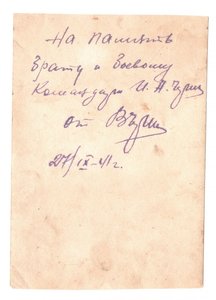 На память
Брату и боевому
Командиру И. А.
от
27/IX-41г.